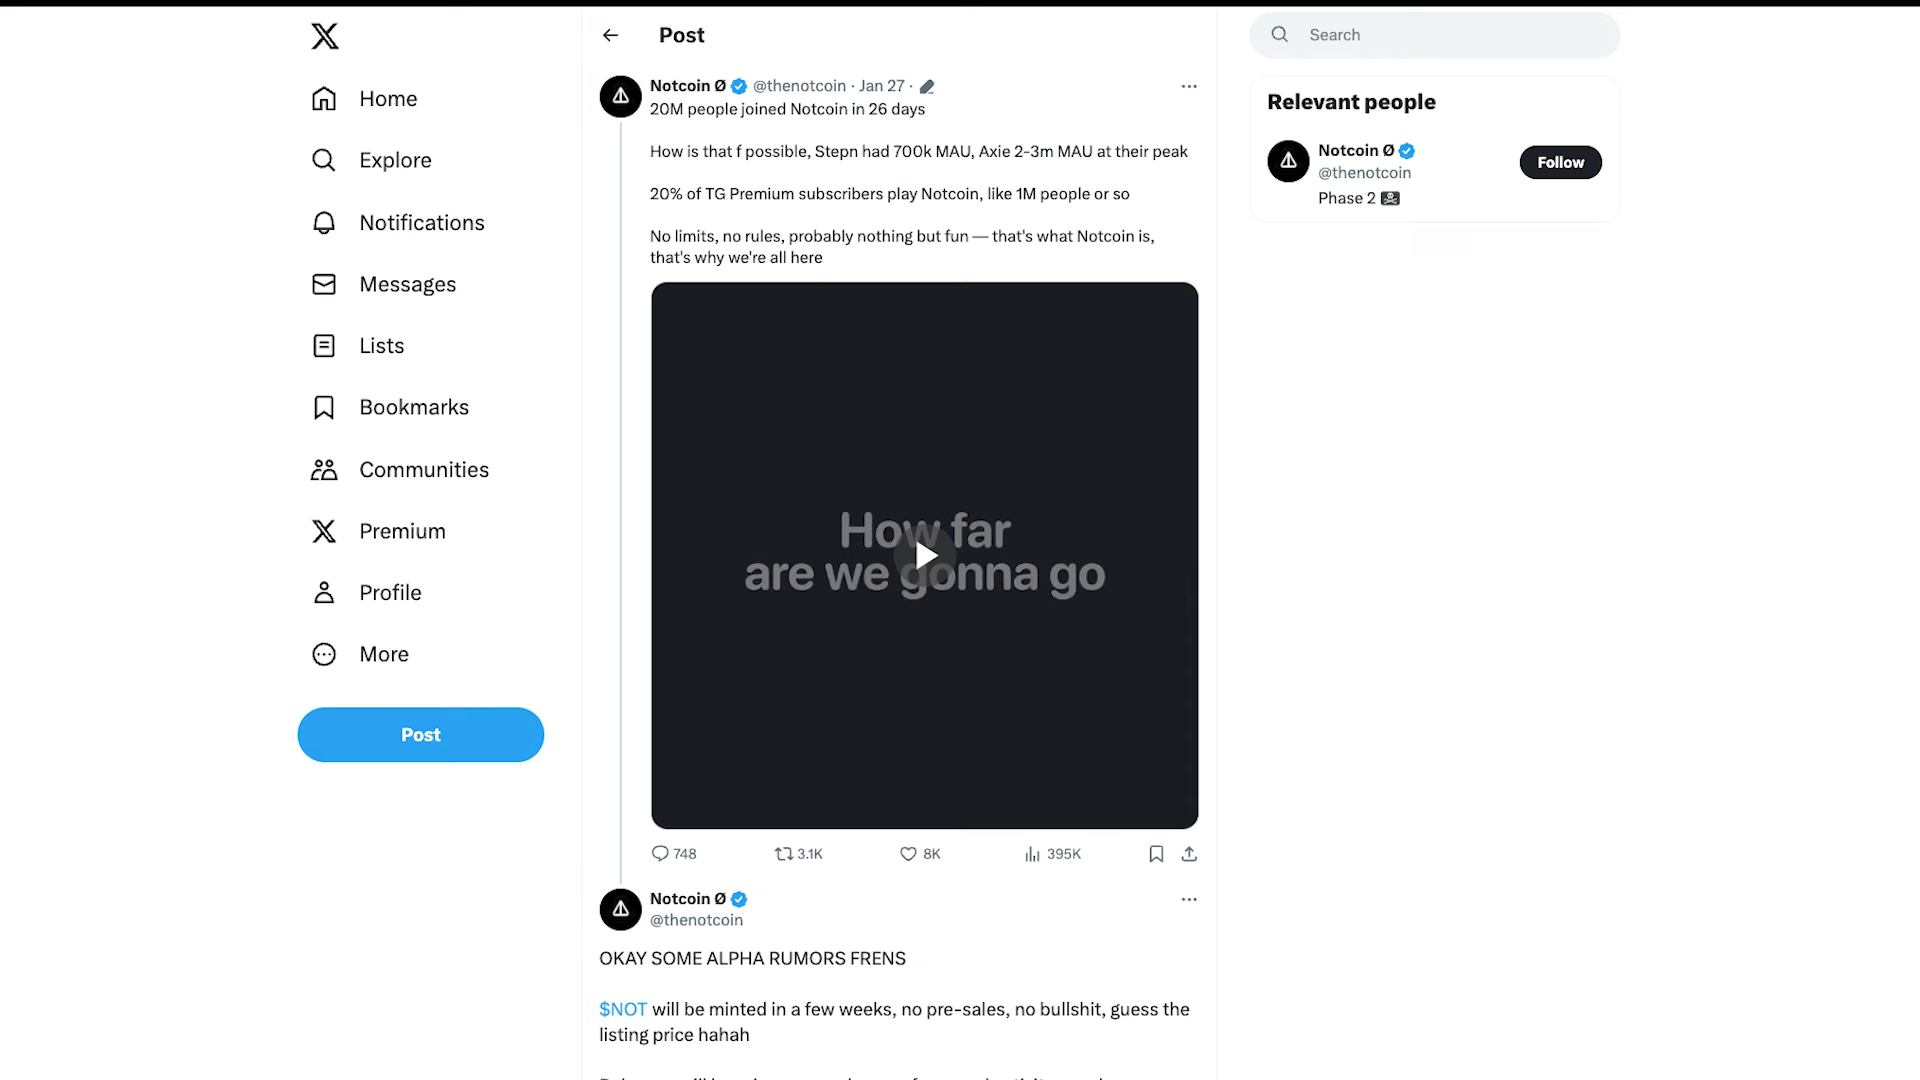 Home
Explore
Notifications
Messages
Lists
Bookmarks
Communities
Premium
Profile
More
Post
Post
Notcoin Ø @thenotcoin · Jan 27 ·
20M people joined Notcoin in 26 days
How is that f possible, Stepn had 700k MAU, Axie 2-3m MAU at their peak
20% of TG Premium subscribers play Notcoin, like 1M people or so
No limits, no rules, probably nothing but fun — that's what Notcoin is,
that's why we're all here
How far
are we gonna go
748 3.1K 8K 395K
Notcoin Ø
@thenotcoin
OKAY SOME ALPHA RUMORS FRENS
$NOT will be minted in a few weeks, no pre-sales, no bullshit, guess the
listing price hahah
Search
Relevant people
Notcoin Ø
@thenotcoin
Follow
Phase 2